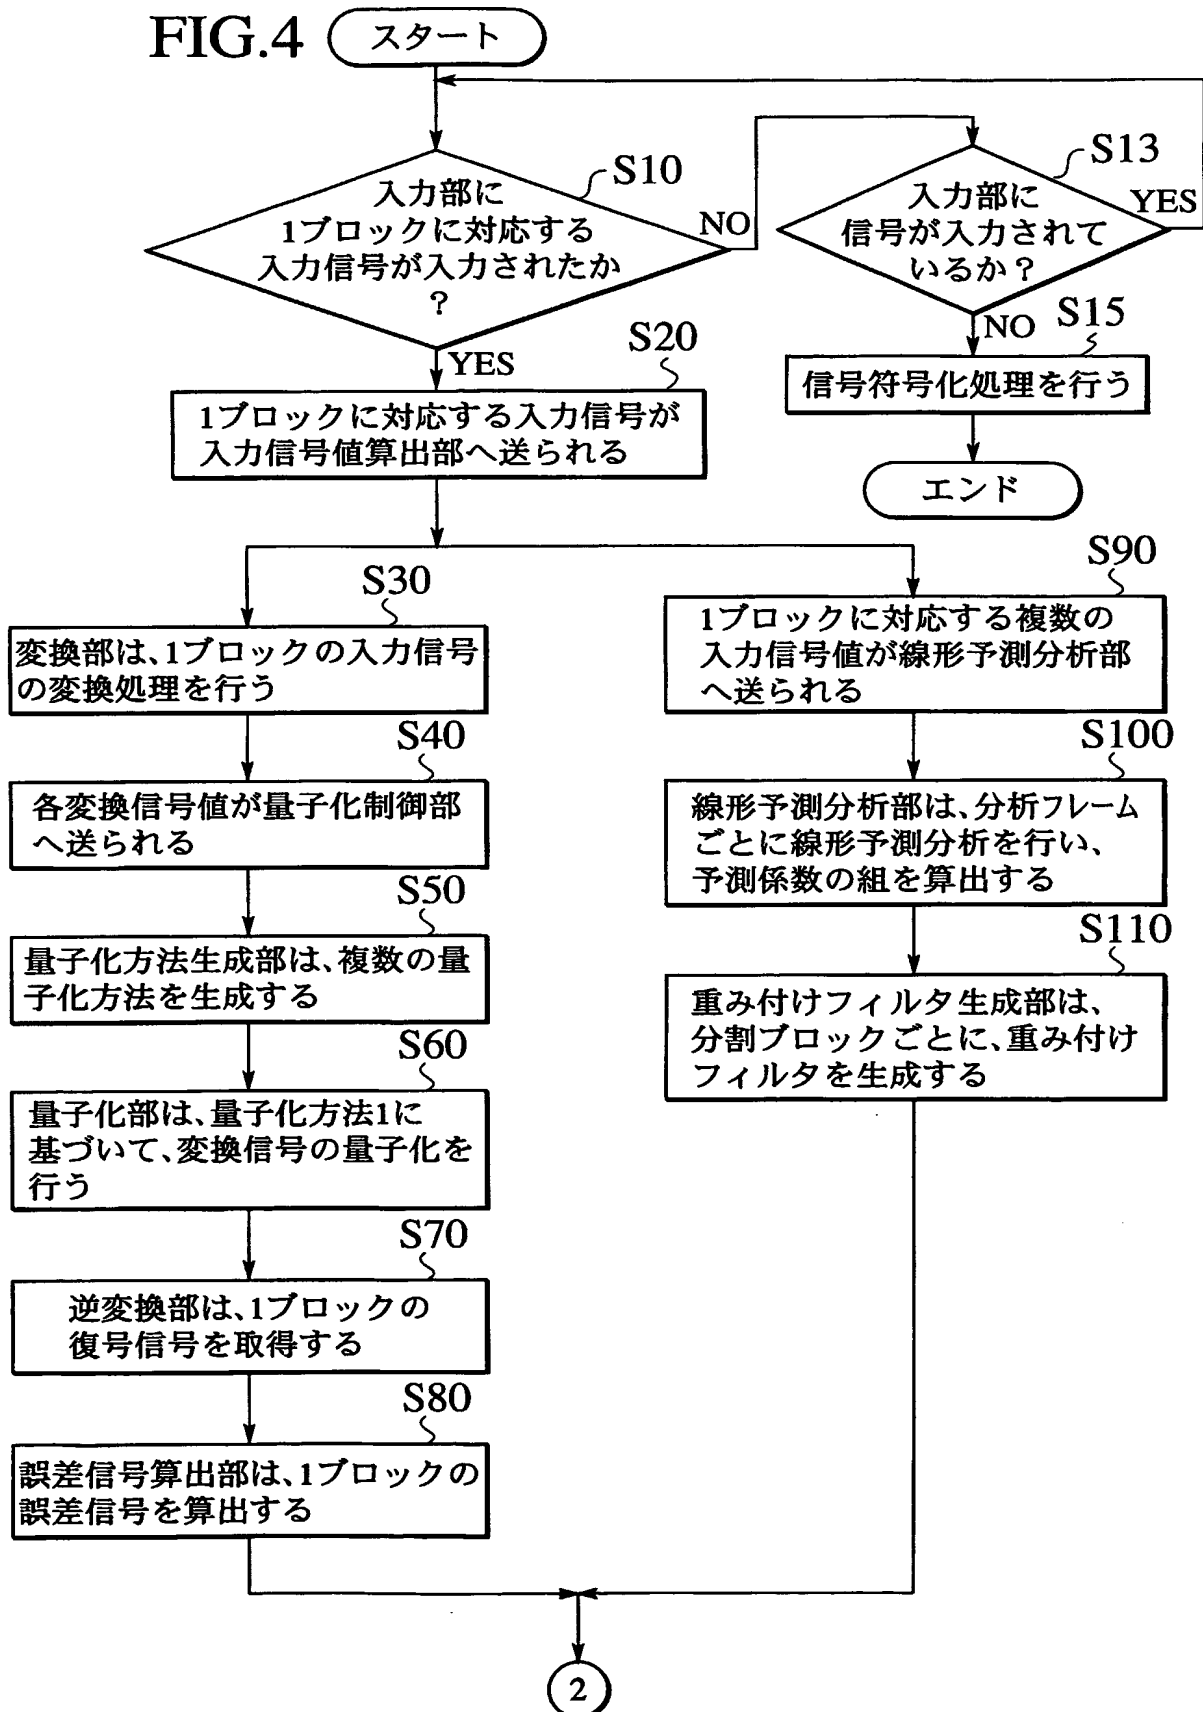 FIG.4
スタート
S10
入力部に
1ブロックに対応する
入力信号が入力されたか
?
NO
YES
S13
入力部に
信号が入力されて
いるか?
YES
NO
S15
信号符号化処理を行う
エンド
S20
1ブロックに対応する入力信号が
入力信号値算出部へ送られる
S30
変換部は、1ブロックの入力信号
の変換処理を行う
S40
各変換信号値が量子化制御部
へ送られる
S50
量子化方法生成部は、複数の量
子化方法を生成する
S60
量子化部は、量子化方法1に
基づいて、変換信号の量子化を
行う
S70
逆変換部は、1ブロックの
復号信号を取得する
S80
誤差信号算出部は、1ブロックの
誤差信号を算出する
S90
1ブロックに対応する複数の
入力信号値が線形予測分析部
へ送られる
S100
線形予測分析部は、分析フレーム
ごとに線形予測分析を行い、
予測係数の組を算出する
S110
重み付けフィルタ生成部は、
分割ブロックごとに、重み付け
フィルタを生成する
2